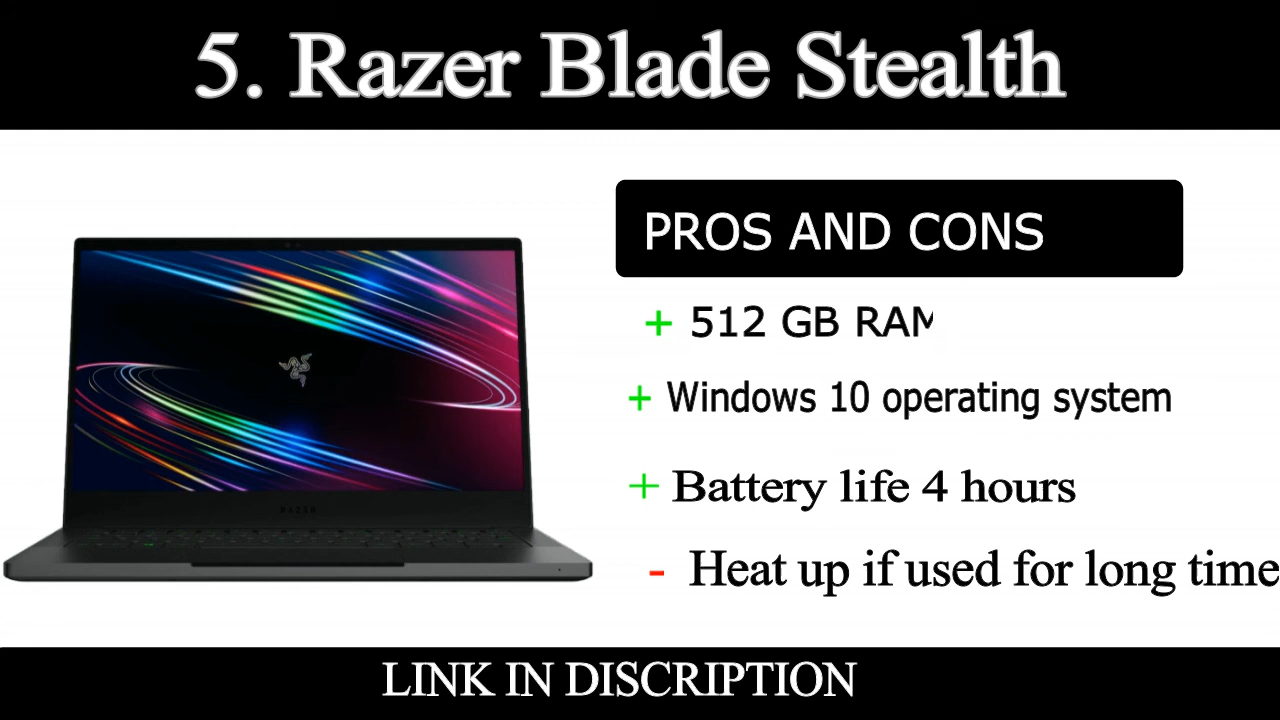 5. Razer Blade Stealth
PROS AND CONS
+ 512 GB RAM
+ Windows 10 operating system
+ Battery life 4 hours
- Heat up if used for long time
RAZER
LINK IN DISCRIPTION